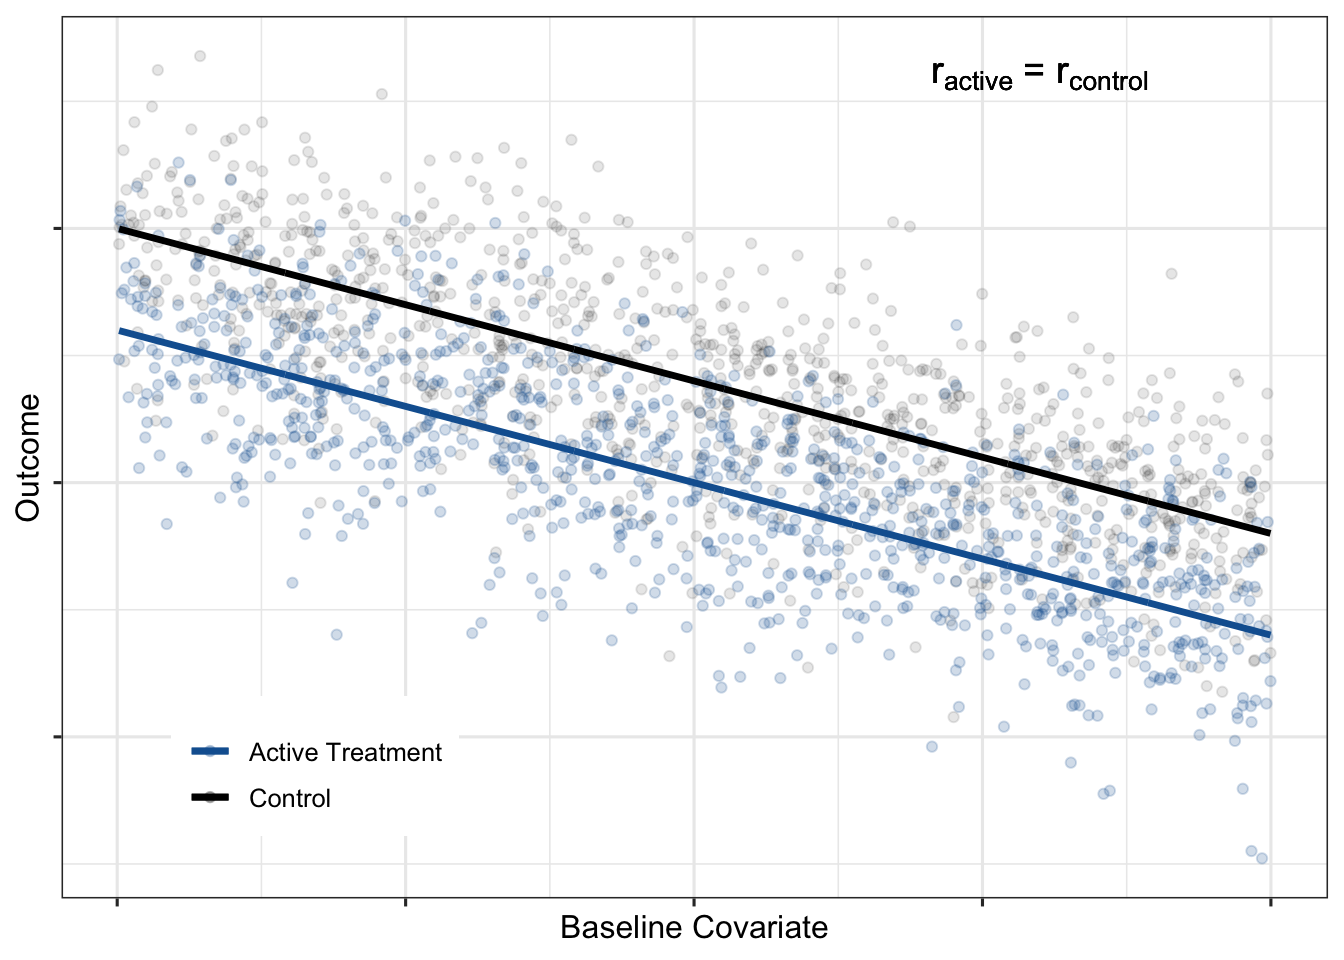 r_active = r_control
Outcome
Active Treatment
Control
Baseline Covariate